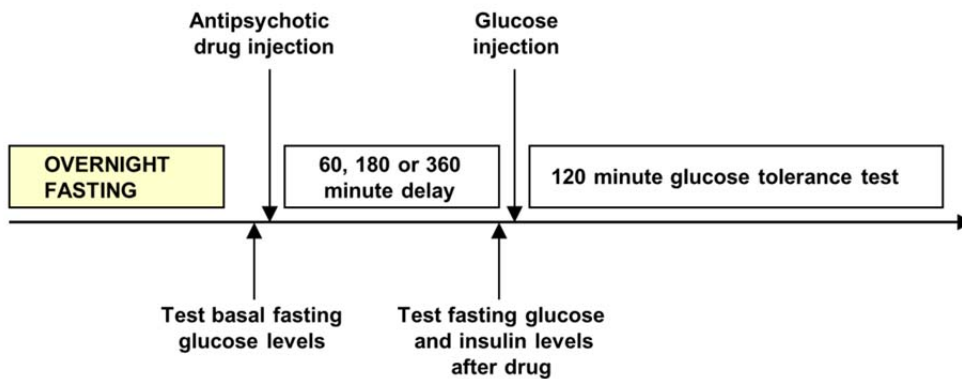 Antipsychotic
drug injection
Glucose
injection
OVERNIGHT
FASTING
60, 180 or 360
minute delay
120 minute glucose tolerance test
Test basal fasting
glucose levels
Test fasting glucose
and insulin levels
after drug